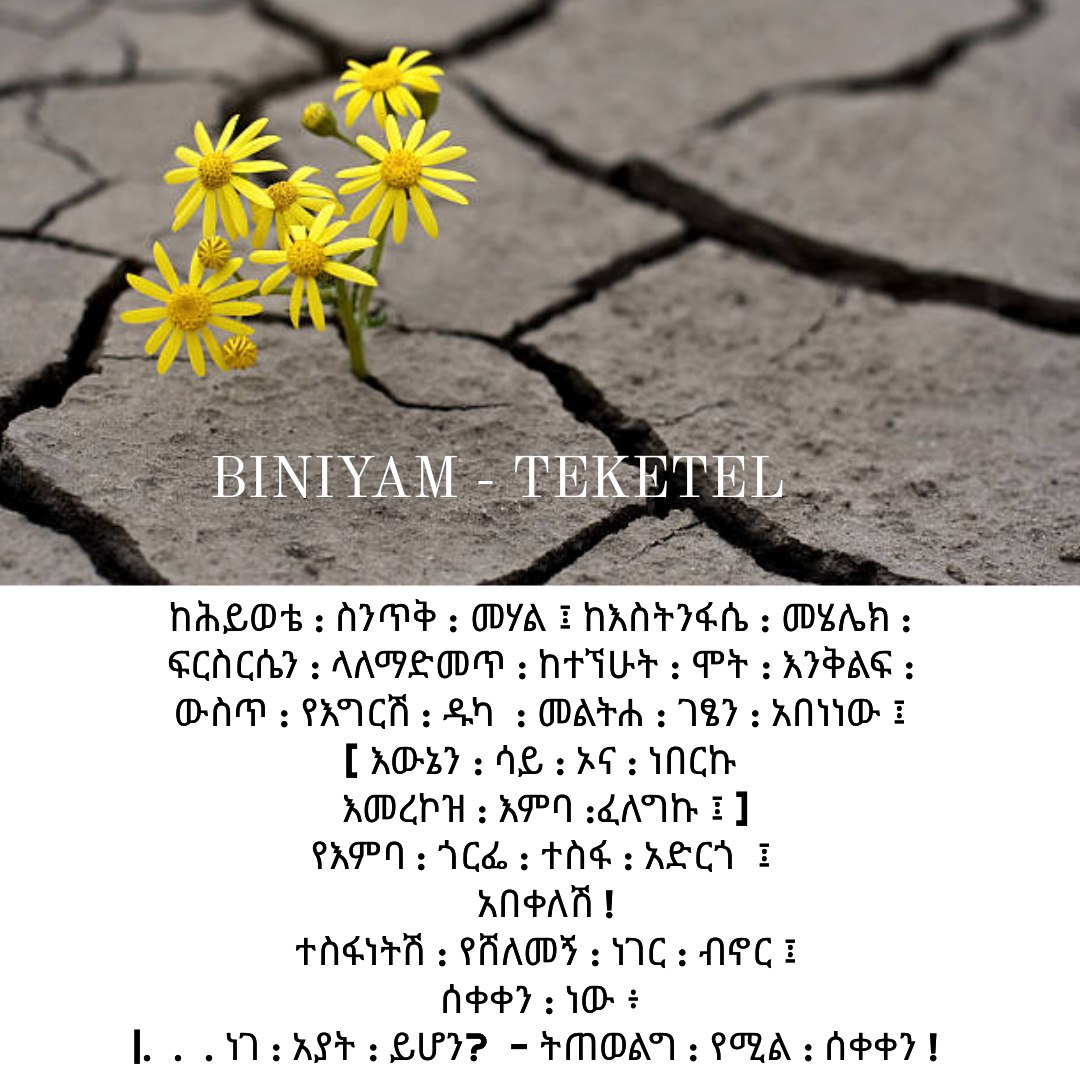 BINIYAM - TEKETEL
ከሕይወቴ : ስንጥቅ : መሃል ፤ ከእስትንፋሴ : መሄሌክ :
ፍርስርሴን : ላለማድመጥ : ከተኘሁት : ሞት : እንቅልፍ :
ውስጥ : የእግርሽ : ዱካ : መልትሐ : ገፄን : አበነነው ፤
[ እውኔን : ሳይ : ኦና : ነበርኩ
እመረኮዝ : እምባ :ፈለግኩ ፤ ]
የእምባ : ጎርፌ : ተስፋ : አድርጎ ፤
አበቀለሽ !
ተስፋነትሽ : የሸለመኝ : ነገር : ብኖር ፤
ሰቀቀን : ነው ፥
|. . . ነገ : አያት : ይሆን? - ትጠወልግ : የሚል : ሰቀቀን !